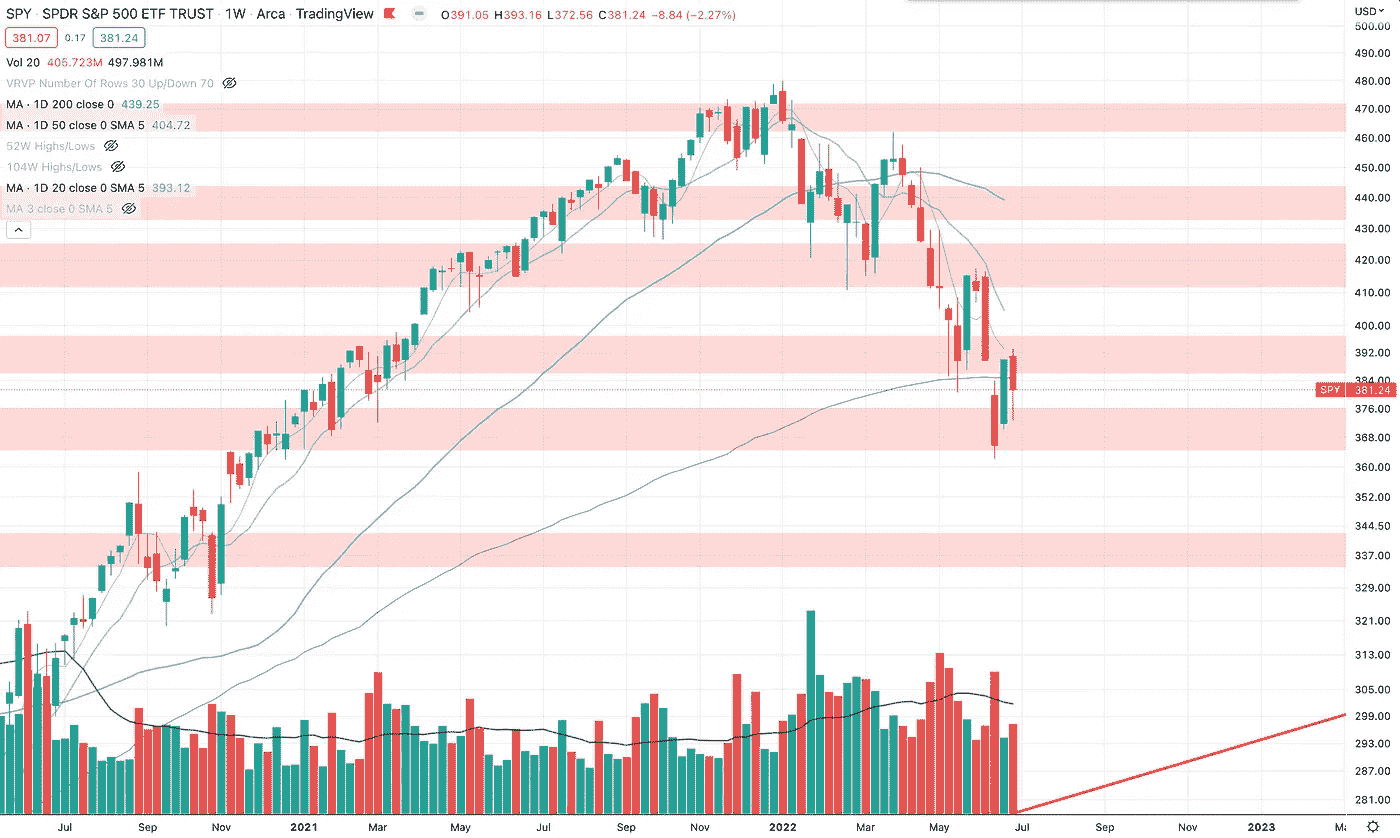 SPY · SPDR S&P 500 ETF TRUST · 1W · Arca · TradingView O391.05 H393.16 L372.56 C381.24 −8.84 (−2.27%)
381.07 0.17 381.24
Vol 20 405.723M 497.981M
VRVP Number Of Rows 30 Up/Down 70
MA · 1D 200 close 0 439.25
MA · 1D 50 close 0 SMA 5 404.72
52W Highs/Lows
104W Highs/Lows
MA · 1D 20 close 0 SMA 5 393.12
MA 3 close 0 SMA 5
USD
500.00
490.00
480.00
470.00
460.00
450.00
440.00
430.00
420.00
410.00
400.00
392.00
384.00
SPY 381.24
376.00
368.00
360.00
352.00
344.50
337.00
329.00
321.00
313.00
305.00
299.00
293.00
287.00
281.00
Jul Sep Nov 2021 Mar May Jul Sep Nov 2022 Mar May Jul Sep Nov 2023